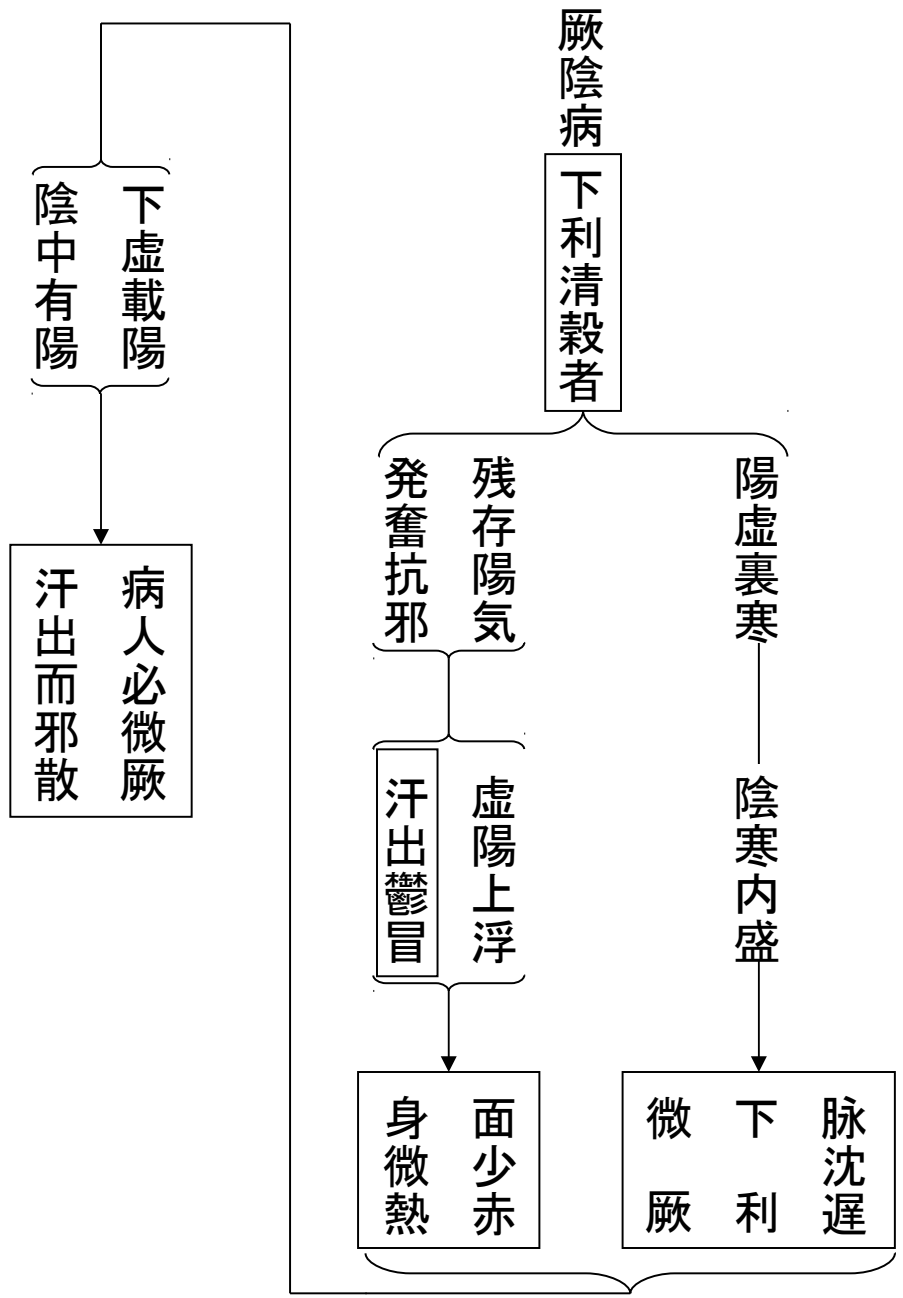 厥陰病
下利清穀者
陽虚裏寒
残存陽気
発奮抗邪
陰寒内盛
虚陽上浮
汗出鬱冒
脉沈遅
下利
微厥
面少赤
身微熱
下虚載陽
陰中有陽
病人必微厥
汗出而邪散